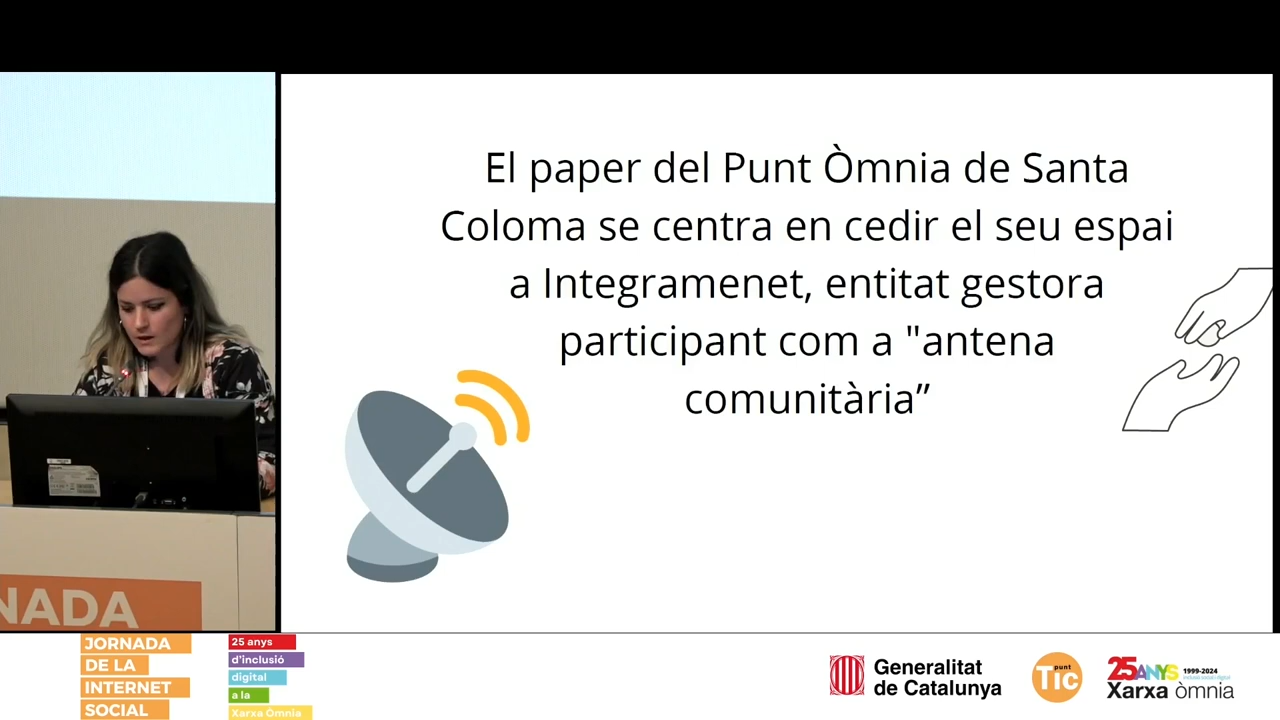 El paper del Punt Òmnia de Santa
Coloma se centra en cedir el seu espai
a Integramenet, entitat gestora
participant com a "antena
comunitària”
NADA
JORNADA
DE LA
INTERNET
SOCIAL
25 anys
d'inclusió
digital
a la
Xarxa Òmnia
Generalitat
de Catalunya
punt
Tic
25ANYS 1999-2024
Xarxa òmnia